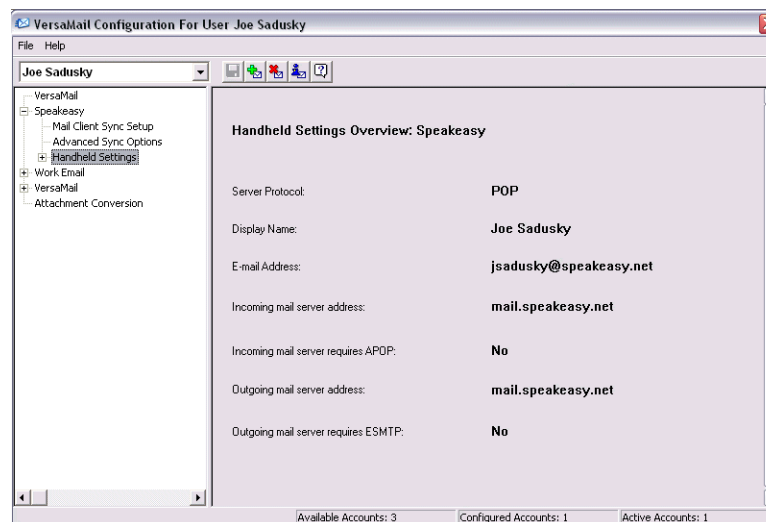 VersaMail Configuration For User Joe Sadusky
File Help
Joe Sadusky
VersaMail
Speakeasy
Mail Client Sync Setup
Advanced Sync Options
Handheld Settings
Work Email
VersaMail
Attachment Conversion
Handheld Settings Overview: Speakeasy
Server Protocol: POP
Display Name: Joe Sadusky
E-mail Address: jsadusky@speakeasy.net
Incoming mail server address: mail.speakeasy.net
Incoming mail server requires APOP: No
Outgoing mail server address: mail.speakeasy.net
Outgoing mail server requires ESMTP: No
Available Accounts: 3 Configured Accounts: 1 Active Accounts: 1